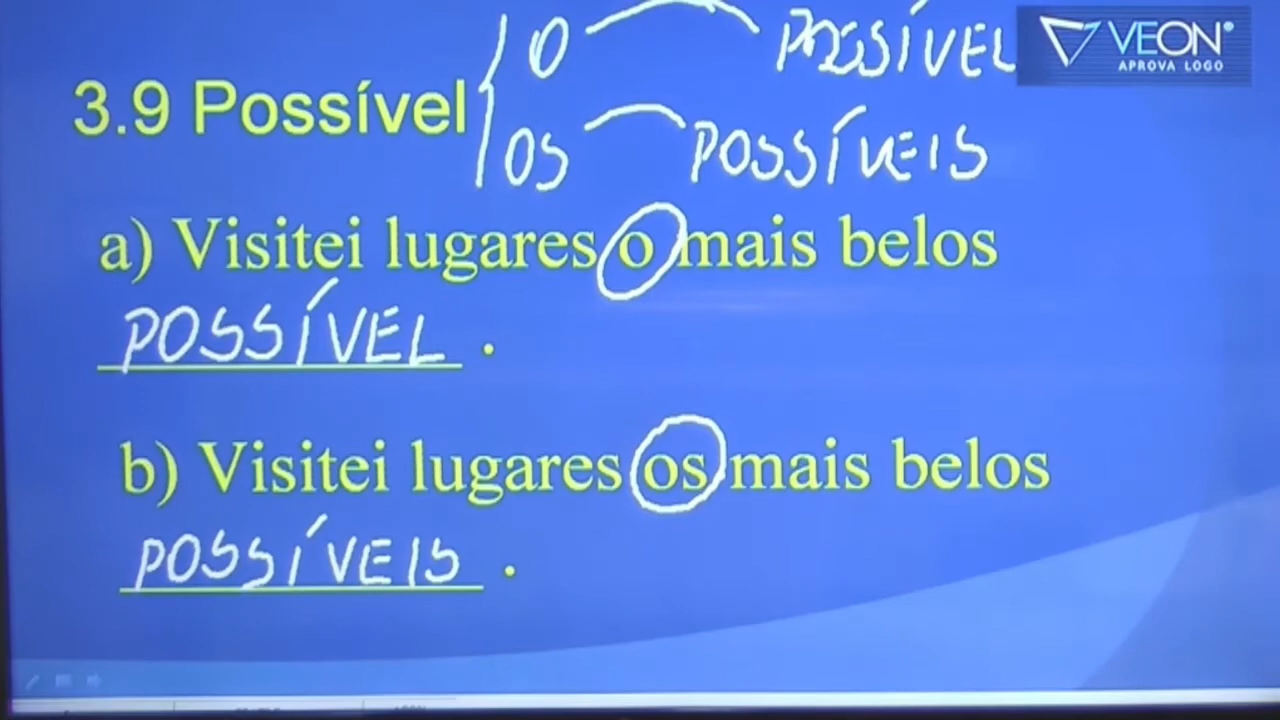 O POSSÍVEL
VEON
APROVA LOGO
3.9 Possível
OS POSSÍVEIS
a) Visitei lugares o mais belos
POSSÍVEL .
b) Visitei lugares os mais belos
POSSÍVEIS .